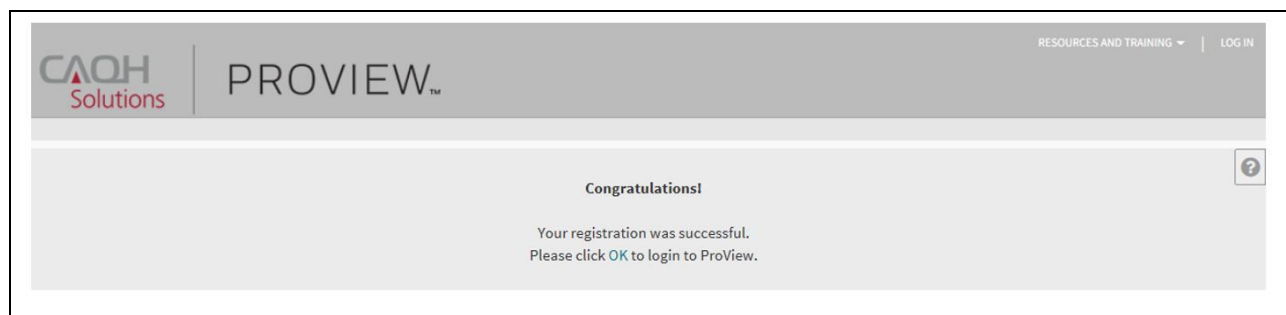 RESOURCES AND TRAINING | LOG IN
CAQH
Solutions
PROVIEW™
Congratulations!
Your registration was successful.
Please click OK to login to ProView.